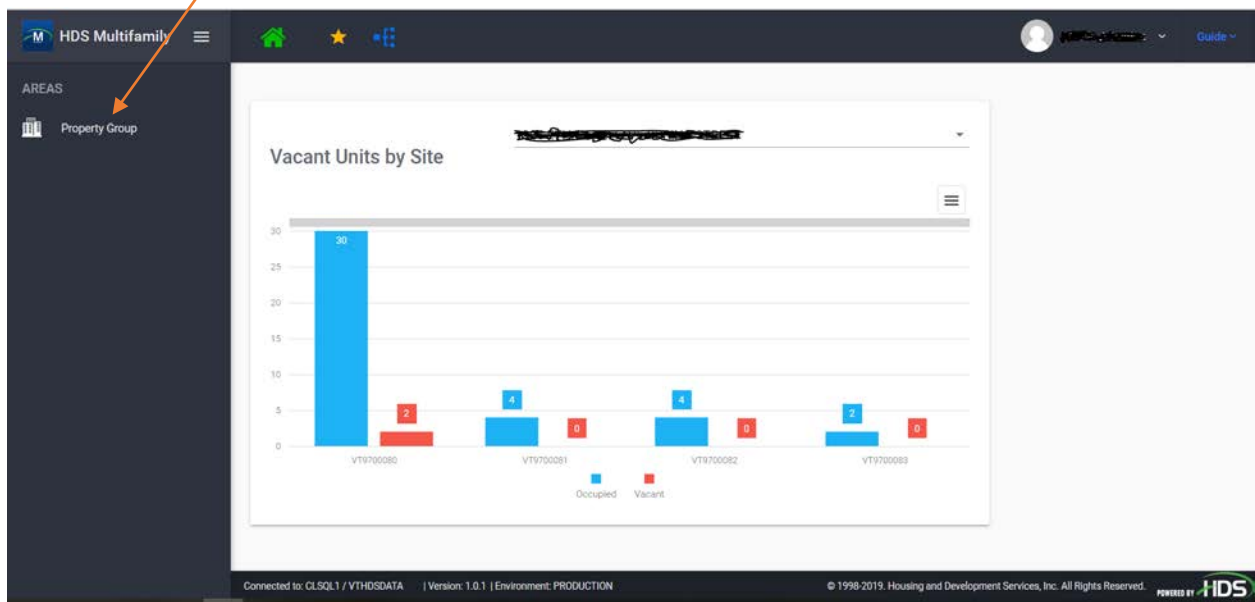 M HDS Multifamily
Guide
AREAS
Property Group
Vacant Units by Site
30
25
20
15
10
5
0
30
2
4
0
4
0
2
0
VT9700080 VT9700081 VT9700082 VT9700083
Occupied Vacant
Connected to: CLSQL1 / VTHDSDATA | Version: 1.0.1 | Environment: PRODUCTION
© 1998-2019. Housing and Development Services, Inc. All Rights Reserved.
POWERED BY HDS